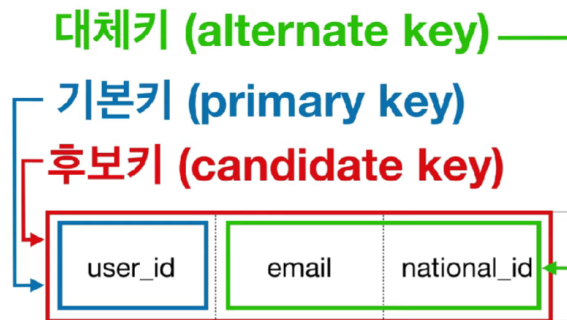 대체키 (alternate key)
기본키 (primary key)
후보키 (candidate key)
user_id email national_id